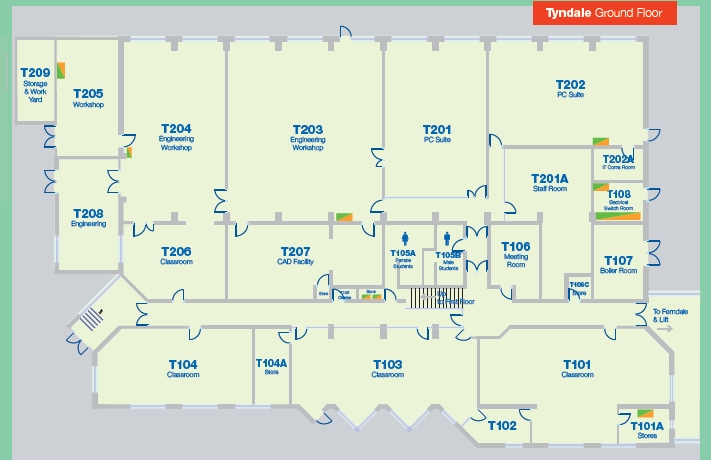 Tyndale Ground Floor
T209
Storage
& Work
Yard
T205
Workshop
T204
Engineering
Workshop
T203
Engineering
Workshop
T201
PC Suite
T202
PC Suite
T202A
IT Coms Room
T201A
Staff Room
T108
Electrical
Switch Room
T208
Engineering
T206
Classroom
T207
CAD Facility
T105A
Female
Students
T105B
Male
Students
T106
Meeting
Room
T107
Boiler Room
T106C
Store
Store
Store
Up
to First Floor
To Ferndale
& Lift
T104
Classroom
T104A
Store
T103
Classroom
T101
Classroom
T102
T101A
Stores